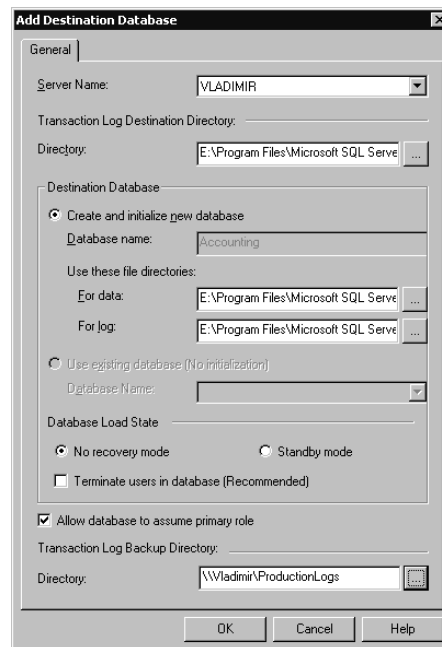 Add Destination Database
General
Server Name: VLADIMIR
Transaction Log Destination Directory:
Directory: E:\Program Files\Microsoft SQL Serve ...
Destination Database
Create and initialize new database
Database name: Accounting
Use these file directories:
For data: E:\Program Files\Microsoft SQL Serve ...
For log: E:\Program Files\Microsoft SQL Serve ...
Use existing database (No initialization)
Database Name:
Database Load State
No recovery mode Standby mode
Terminate users in database (Recommended)
Allow database to assume primary role
Transaction Log Backup Directory:
Directory: \\Vladimir\ProductionLogs ...
OK Cancel Help